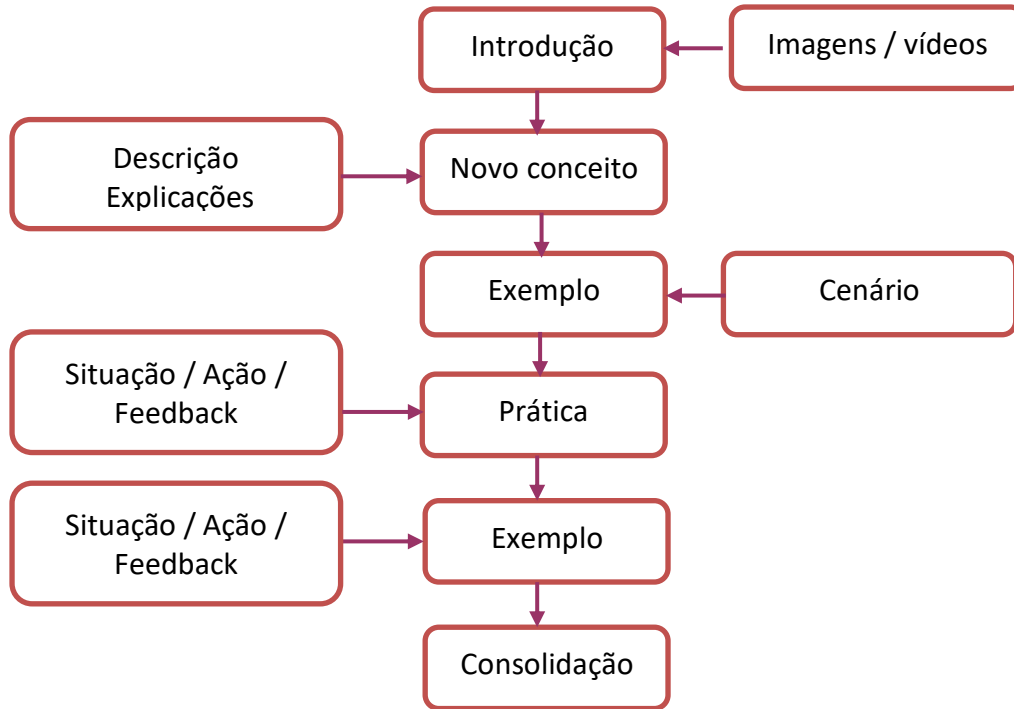 Introdução
Imagens / vídeos
Descrição
Explicações
Novo conceito
Exemplo
Cenário
Situação / Ação /
Feedback
Prática
Situação / Ação /
Feedback
Exemplo
Consolidação